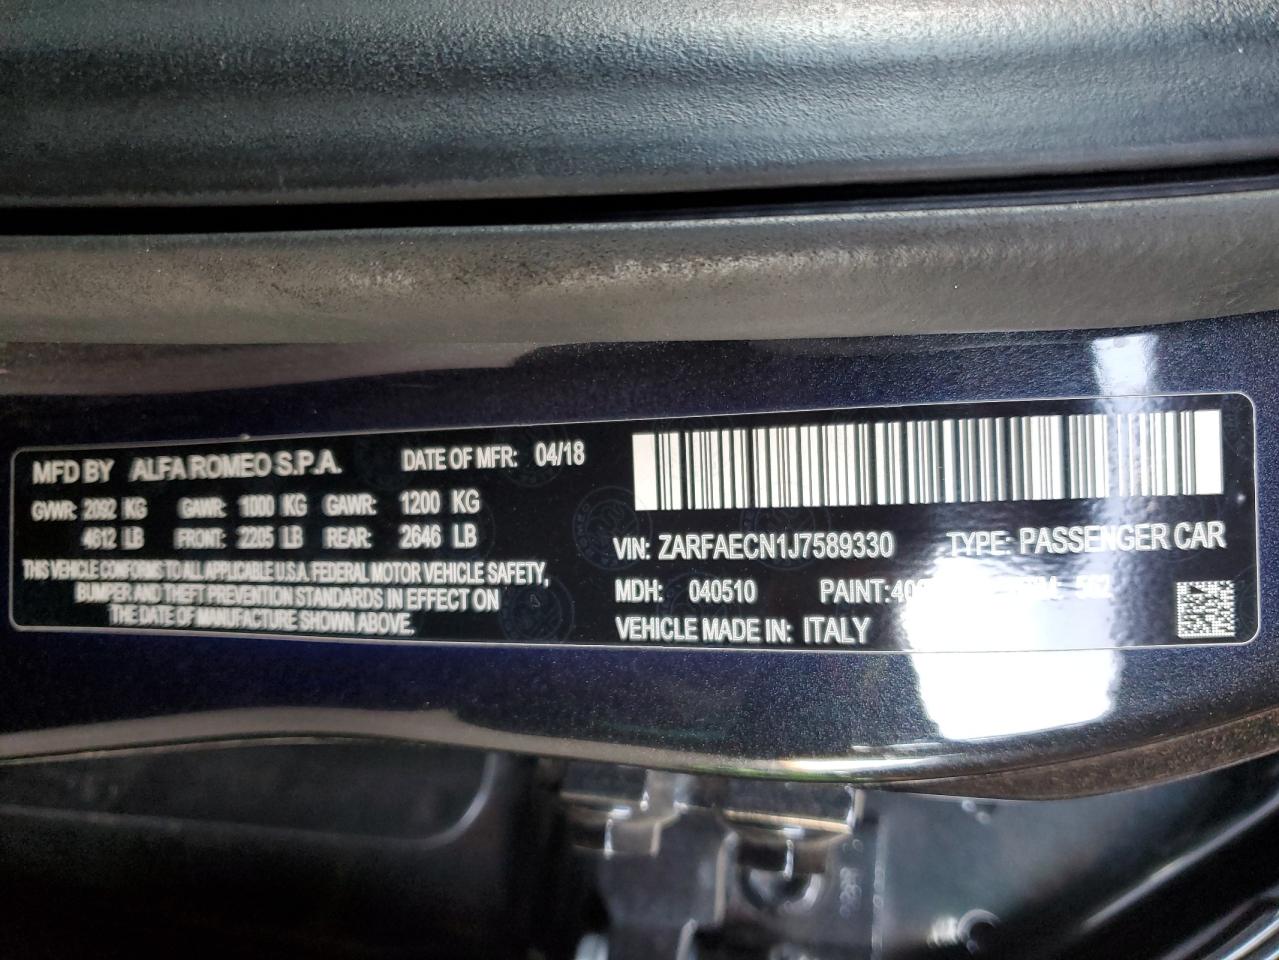 MFD BY ALFA ROMEO S.P.A. DATE OF MFR: 04/18
GVWR: 2092 KG GAWR: 1000 KG GAWR: 1200 KG
4612 LB FRONT: 2205 LB REAR: 2646 LB
THIS VEHICLE CONFORMS TO ALL APPLICABLE U.S.A. FEDERAL MOTOR VEHICLE SAFETY,
BUMPER AND THEFT PREVENTION STANDARDS IN EFFECT ON
THE DATE OF MANUFACTURE SHOWN ABOVE.
VIN: ZARFAECN1J7589330 TYPE: PASSENGER CAR
MDH: 040510 PAINT:
VEHICLE MADE IN: ITALY